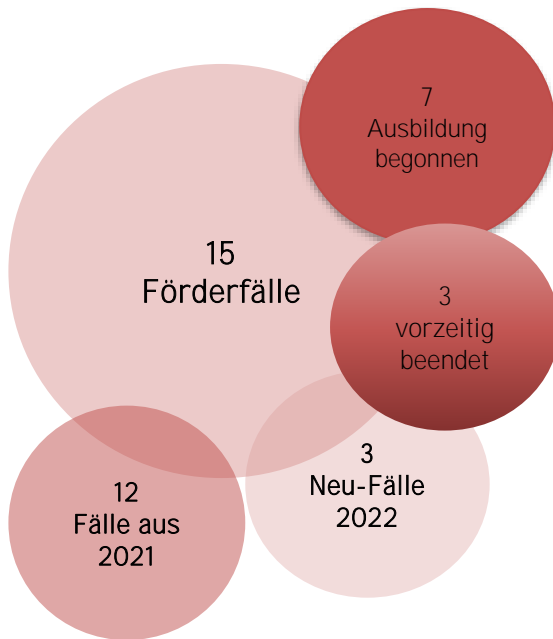 7
Ausbildung
begonnen
15
Förderfälle
3
vorzeitig
beendet
3
Neu-Fälle
2022
12
Fälle aus
2021